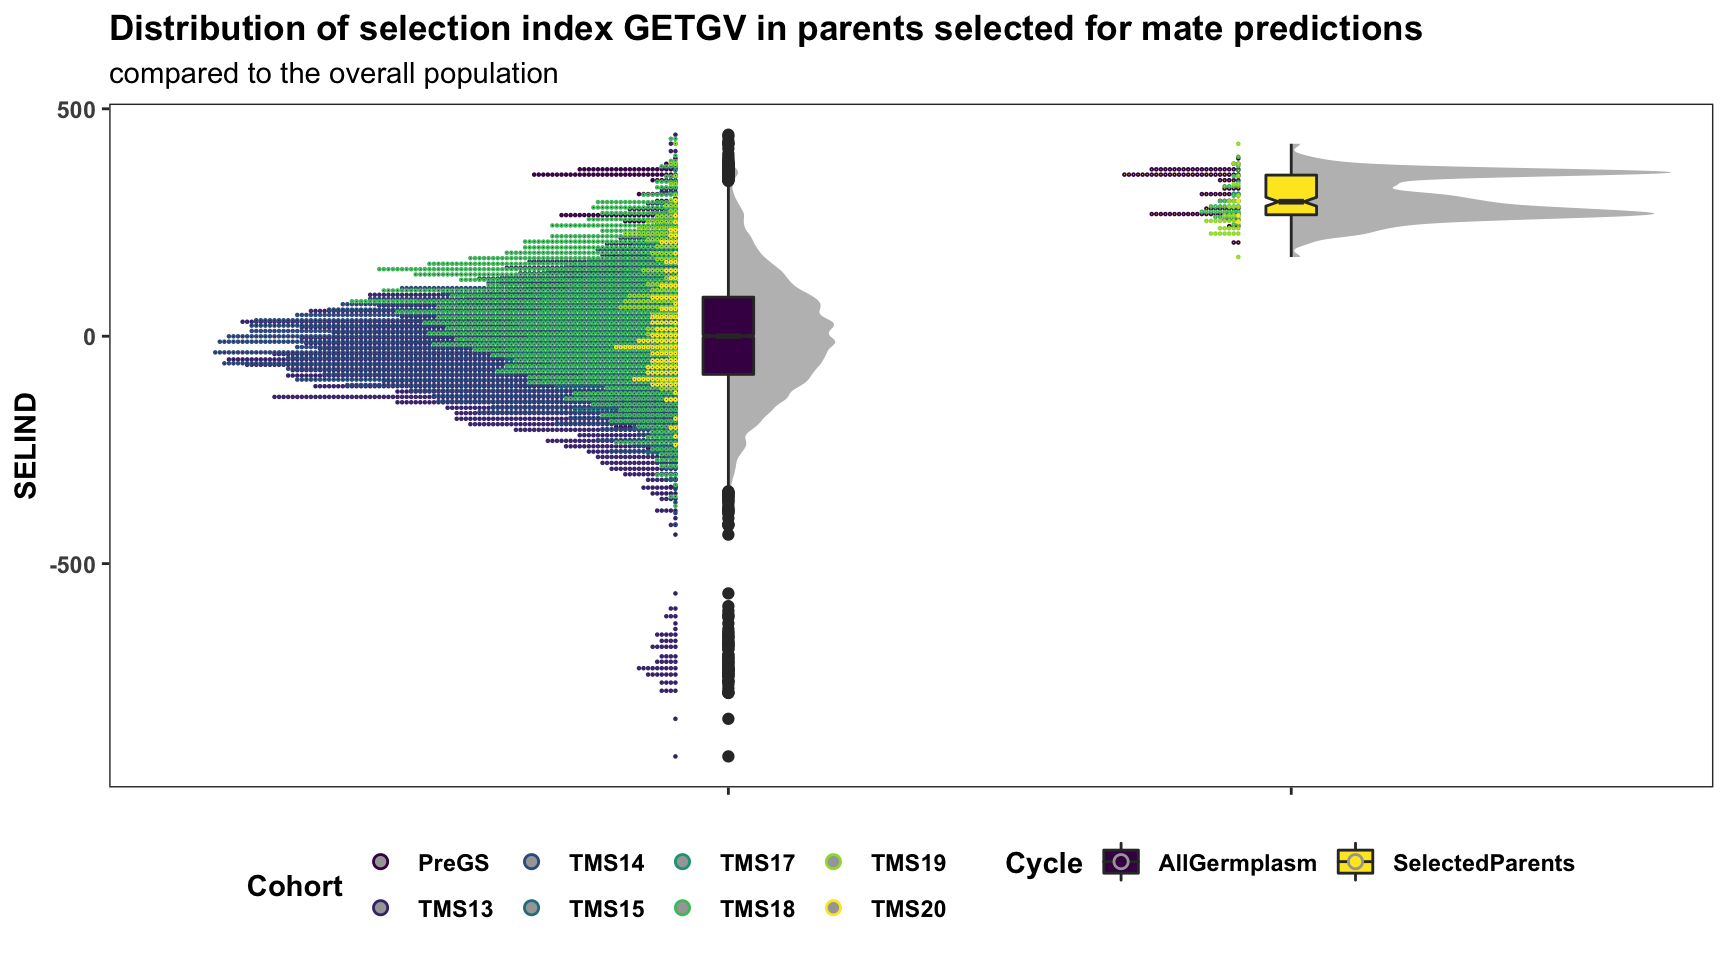 Distribution of selection index GETGV in parents selected for mate predictions
compared to the overall population
500
0
-500
SELIND
Cohort
PreGS
TMS14
TMS17
TMS19
TMS13
TMS15
TMS18
TMS20
Cycle
AllGermplasm
SelectedParents